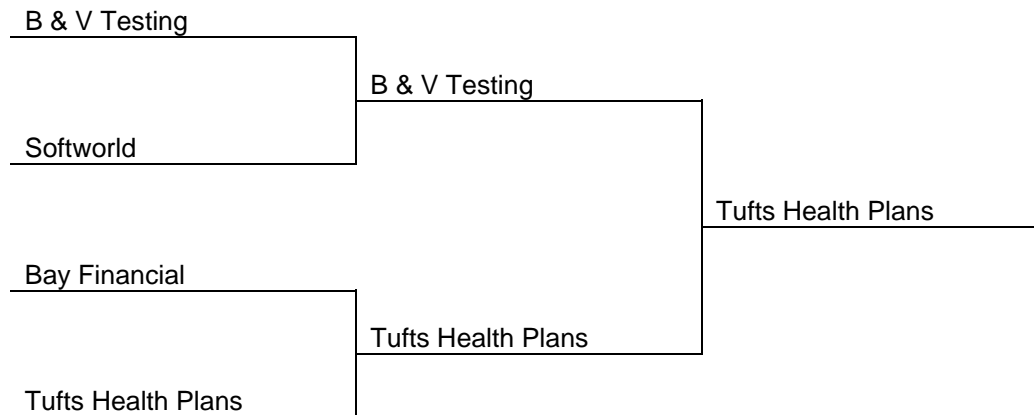 B & V Testing
B & V Testing
Softworld
Tufts Health Plans
Bay Financial
Tufts Health Plans
Tufts Health Plans